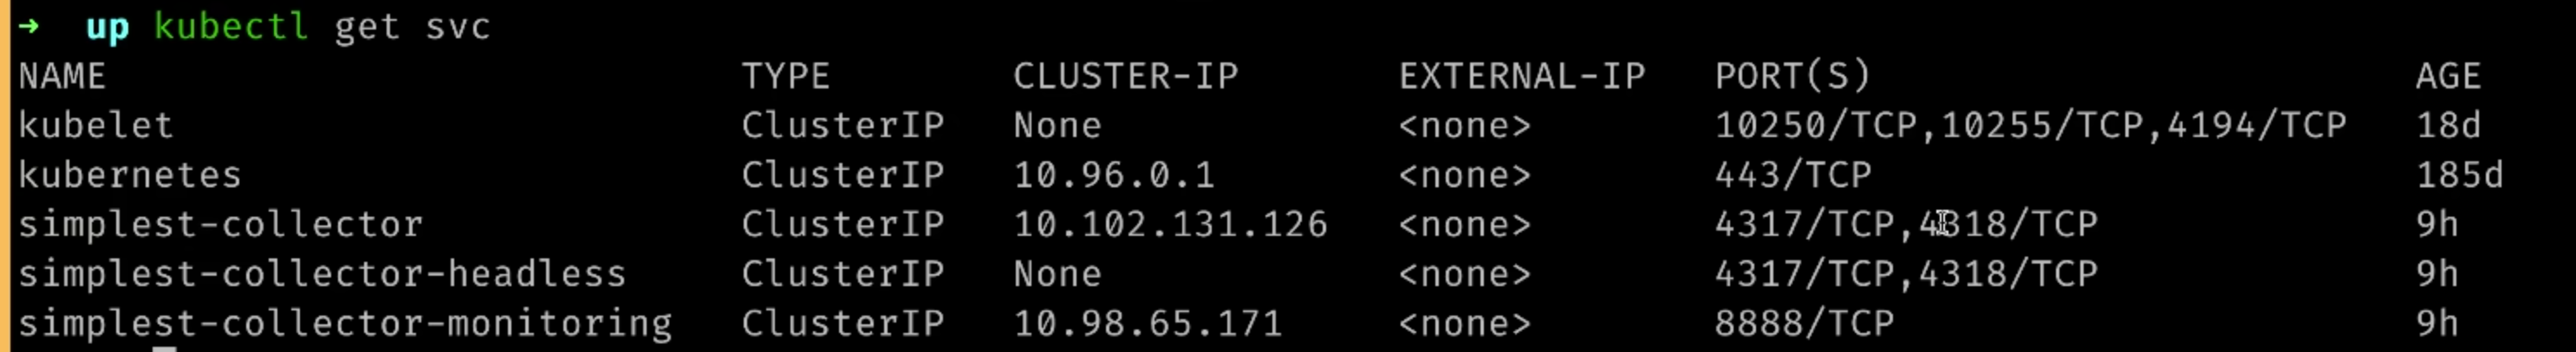 → up kubectl get svc
NAME TYPE CLUSTER-IP EXTERNAL-IP PORT(S) AGE
kubelet ClusterIP None <none> 10250/TCP,10255/TCP,4194/TCP 18d
kubernetes ClusterIP 10.96.0.1 <none> 443/TCP 185d
simplest-collector ClusterIP 10.102.131.126 <none> 4317/TCP,4318/TCP 9h
simplest-collector-headless ClusterIP None <none> 4317/TCP,4318/TCP 9h
simplest-collector-monitoring ClusterIP 10.98.65.171 <none> 8888/TCP 9h